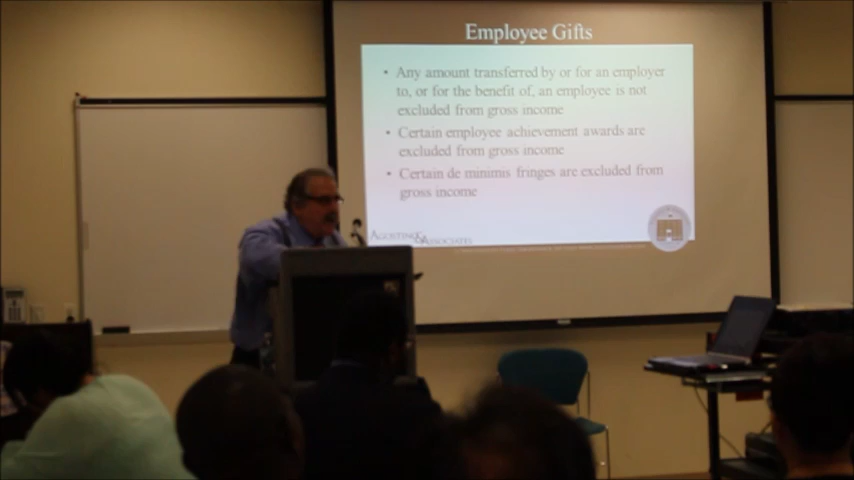 Employee Gifts
• Any amount transferred by or for an employer
to, or for the benefit of, an employee is not
excluded from gross income
• Certain employee achievement awards are
excluded from gross income
• Certain de minimis fringes are excluded from
gross income
AGOSTINO & ASSOCIATES